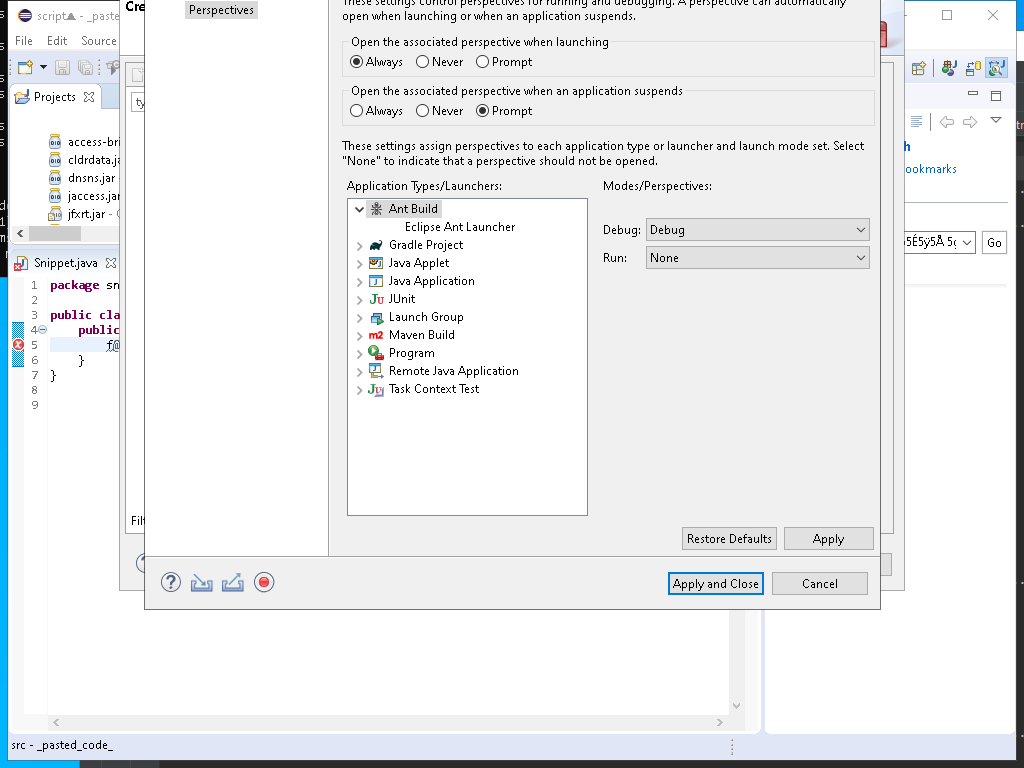 script
- _paste
Cre
Perspectives
These settings control perspectives for running and debugging. A perspective can automatically
open when launching or when an application suspends.
File Edit Source
Open the associated perspective when launching
Always Never Prompt
Projects
Open the associated perspective when an application suspends
Always Never Prompt
These settings assign perspectives to each application type or launcher and launch mode set. Select
"None" to indicate that a perspective should not be opened.
access-bri
cldrdata.ja
dnsns.jar
jaccess.jar
jfxrt.jar -
ookmarks
Application Types/Launchers:
Modes/Perspectives:
Ant Build
Eclipse Ant Launcher
Gradle Project
Java Applet
Java Application
JUnit
Launch Group
Maven Build
Program
Remote Java Application
Task Context Test
Debug: Debug
Run: None
Go
Snippet.java
1 package sn
2
3 public cla
4 public
5 f@
6 }
7 }
8
9
Filt
Restore Defaults Apply
Apply and Close Cancel
src - _pasted_code_